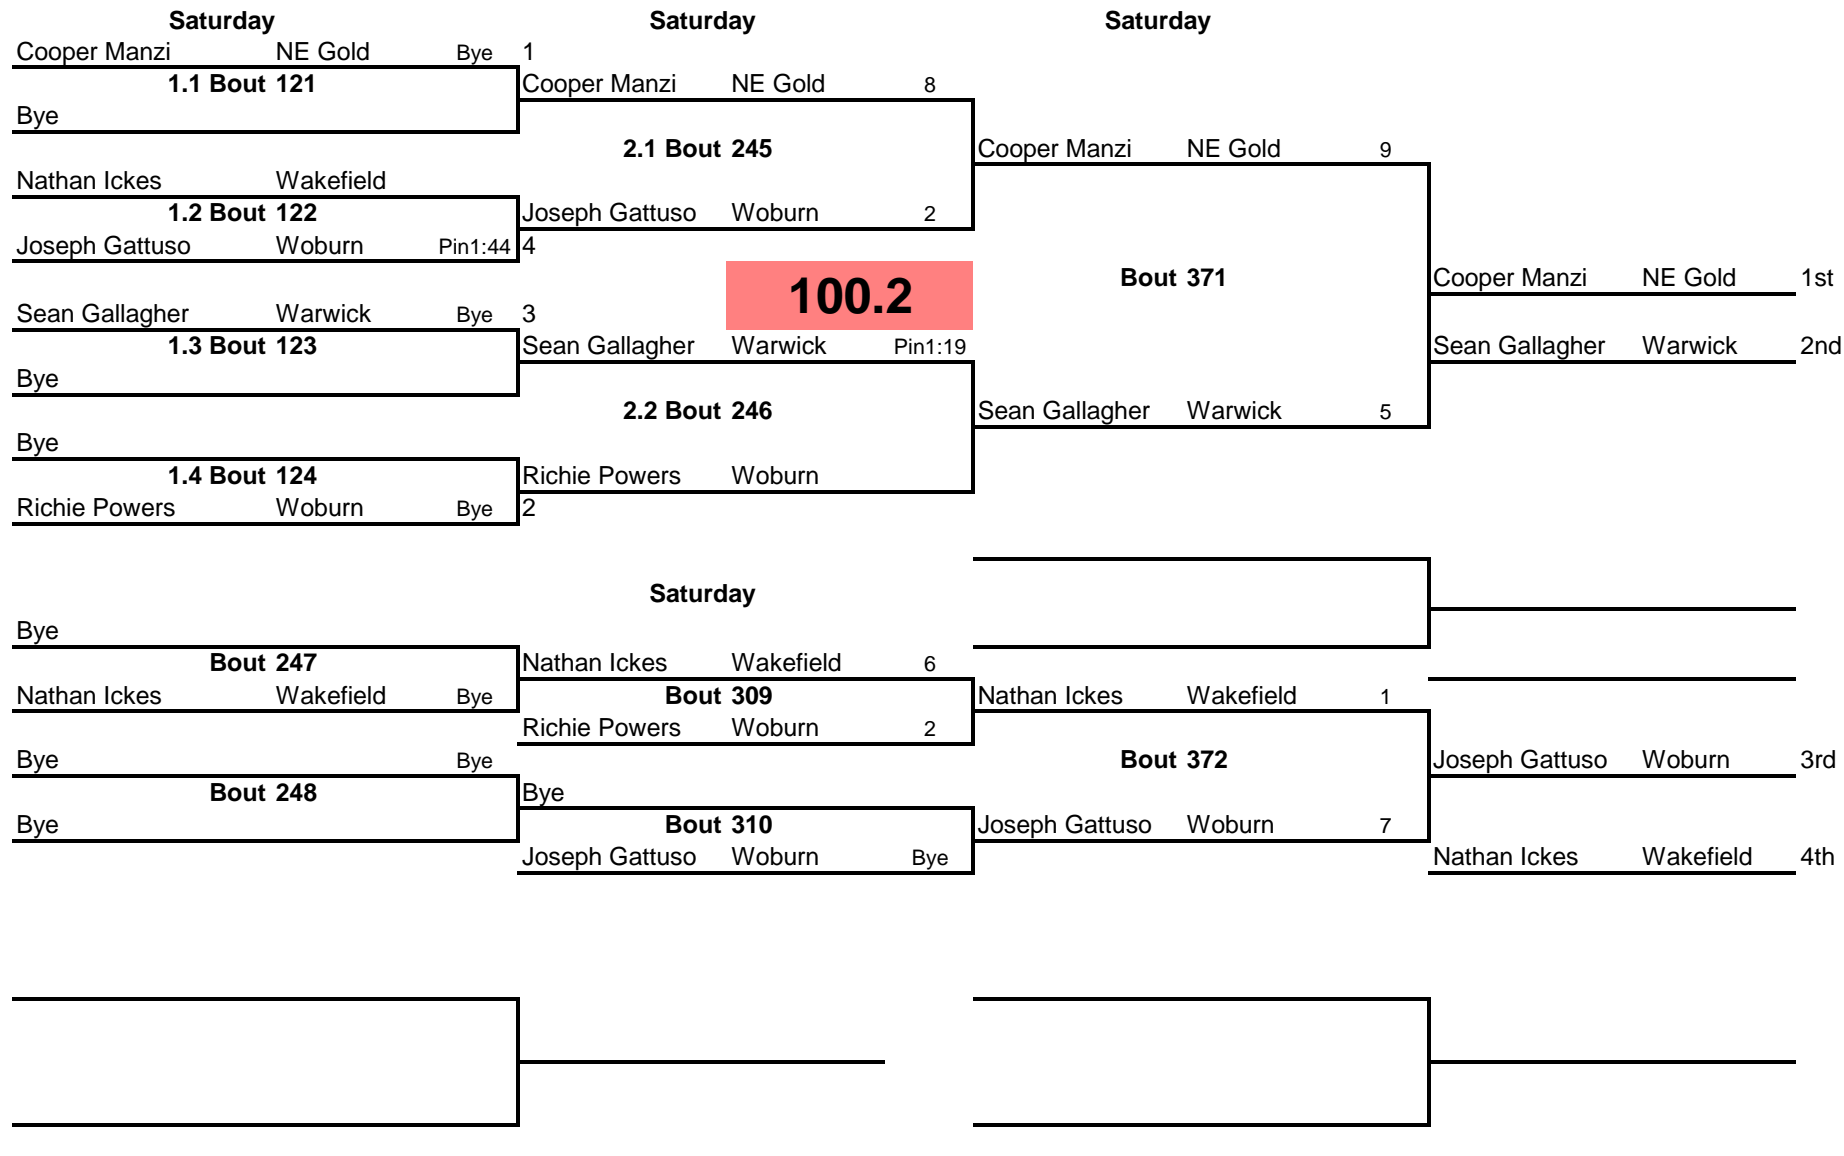 Saturday Saturday Saturday
Cooper Manzi NE Gold Bye 1
1.1 Bout 121 Cooper Manzi NE Gold 8
Bye
2.1 Bout 245 Cooper Manzi NE Gold 9
Nathan Ickes Wakefield
1.2 Bout 122 Joseph Gattuso Woburn 2
Joseph Gattuso Woburn Pin1:44 4
100.2 Bout 371 Cooper Manzi NE Gold 1st
Sean Gallagher Warwick Bye 3
1.3 Bout 123 Sean Gallagher Warwick Pin1:19 Sean Gallagher Warwick 2nd
Bye
2.2 Bout 246 Sean Gallagher Warwick 5
Bye
1.4 Bout 124 Richie Powers Woburn
Richie Powers Woburn Bye 2
Saturday
Bye
Bout 247 Nathan Ickes Wakefield 6
Nathan Ickes Wakefield Bye Bout 309 Nathan Ickes Wakefield 1
Richie Powers Woburn 2
Bye Bye Bout 372 Joseph Gattuso Woburn 3rd
Bout 248 Bye
Bye Bout 310 Joseph Gattuso Woburn 7
Joseph Gattuso Woburn Bye Nathan Ickes Wakefield 4th